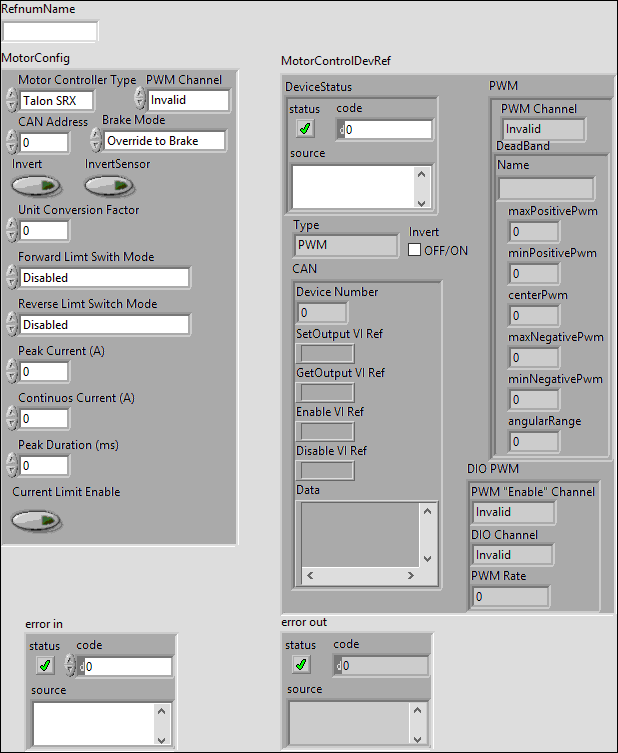 RefnumName
MotorConfig
Motor Controller Type PWM Channel
Talon SRX Invalid
CAN Address Brake Mode
0 Override to Brake
Invert InvertSensor
Unit Conversion Factor
0
Forward Limt Swith Mode
Disabled
Reverse Limt Switch Mode
Disabled
Peak Current (A)
0
Continuos Current (A)
0
Peak Duration (ms)
0
Current Limit Enable
MotorControlDevRef
DeviceStatus
status code
d 0
source
Type
PWM
Invert
OFF/ON
CAN
Device Number
0
SetOutput VI Ref
GetOutput VI Ref
Enable VI Ref
Disable VI Ref
Data
PWM
PWM Channel
Invalid
DeadBand
Name
maxPositivePwm
0
minPositivePwm
0
centerPwm
0
maxNegativePwm
0
minNegativePwm
0
angularRange
0
DIO PWM
PWM "Enable" Channel
Invalid
DIO Channel
Invalid
PWM Rate
0
error in
status code
d 0
source
error out
status code
d 0
source